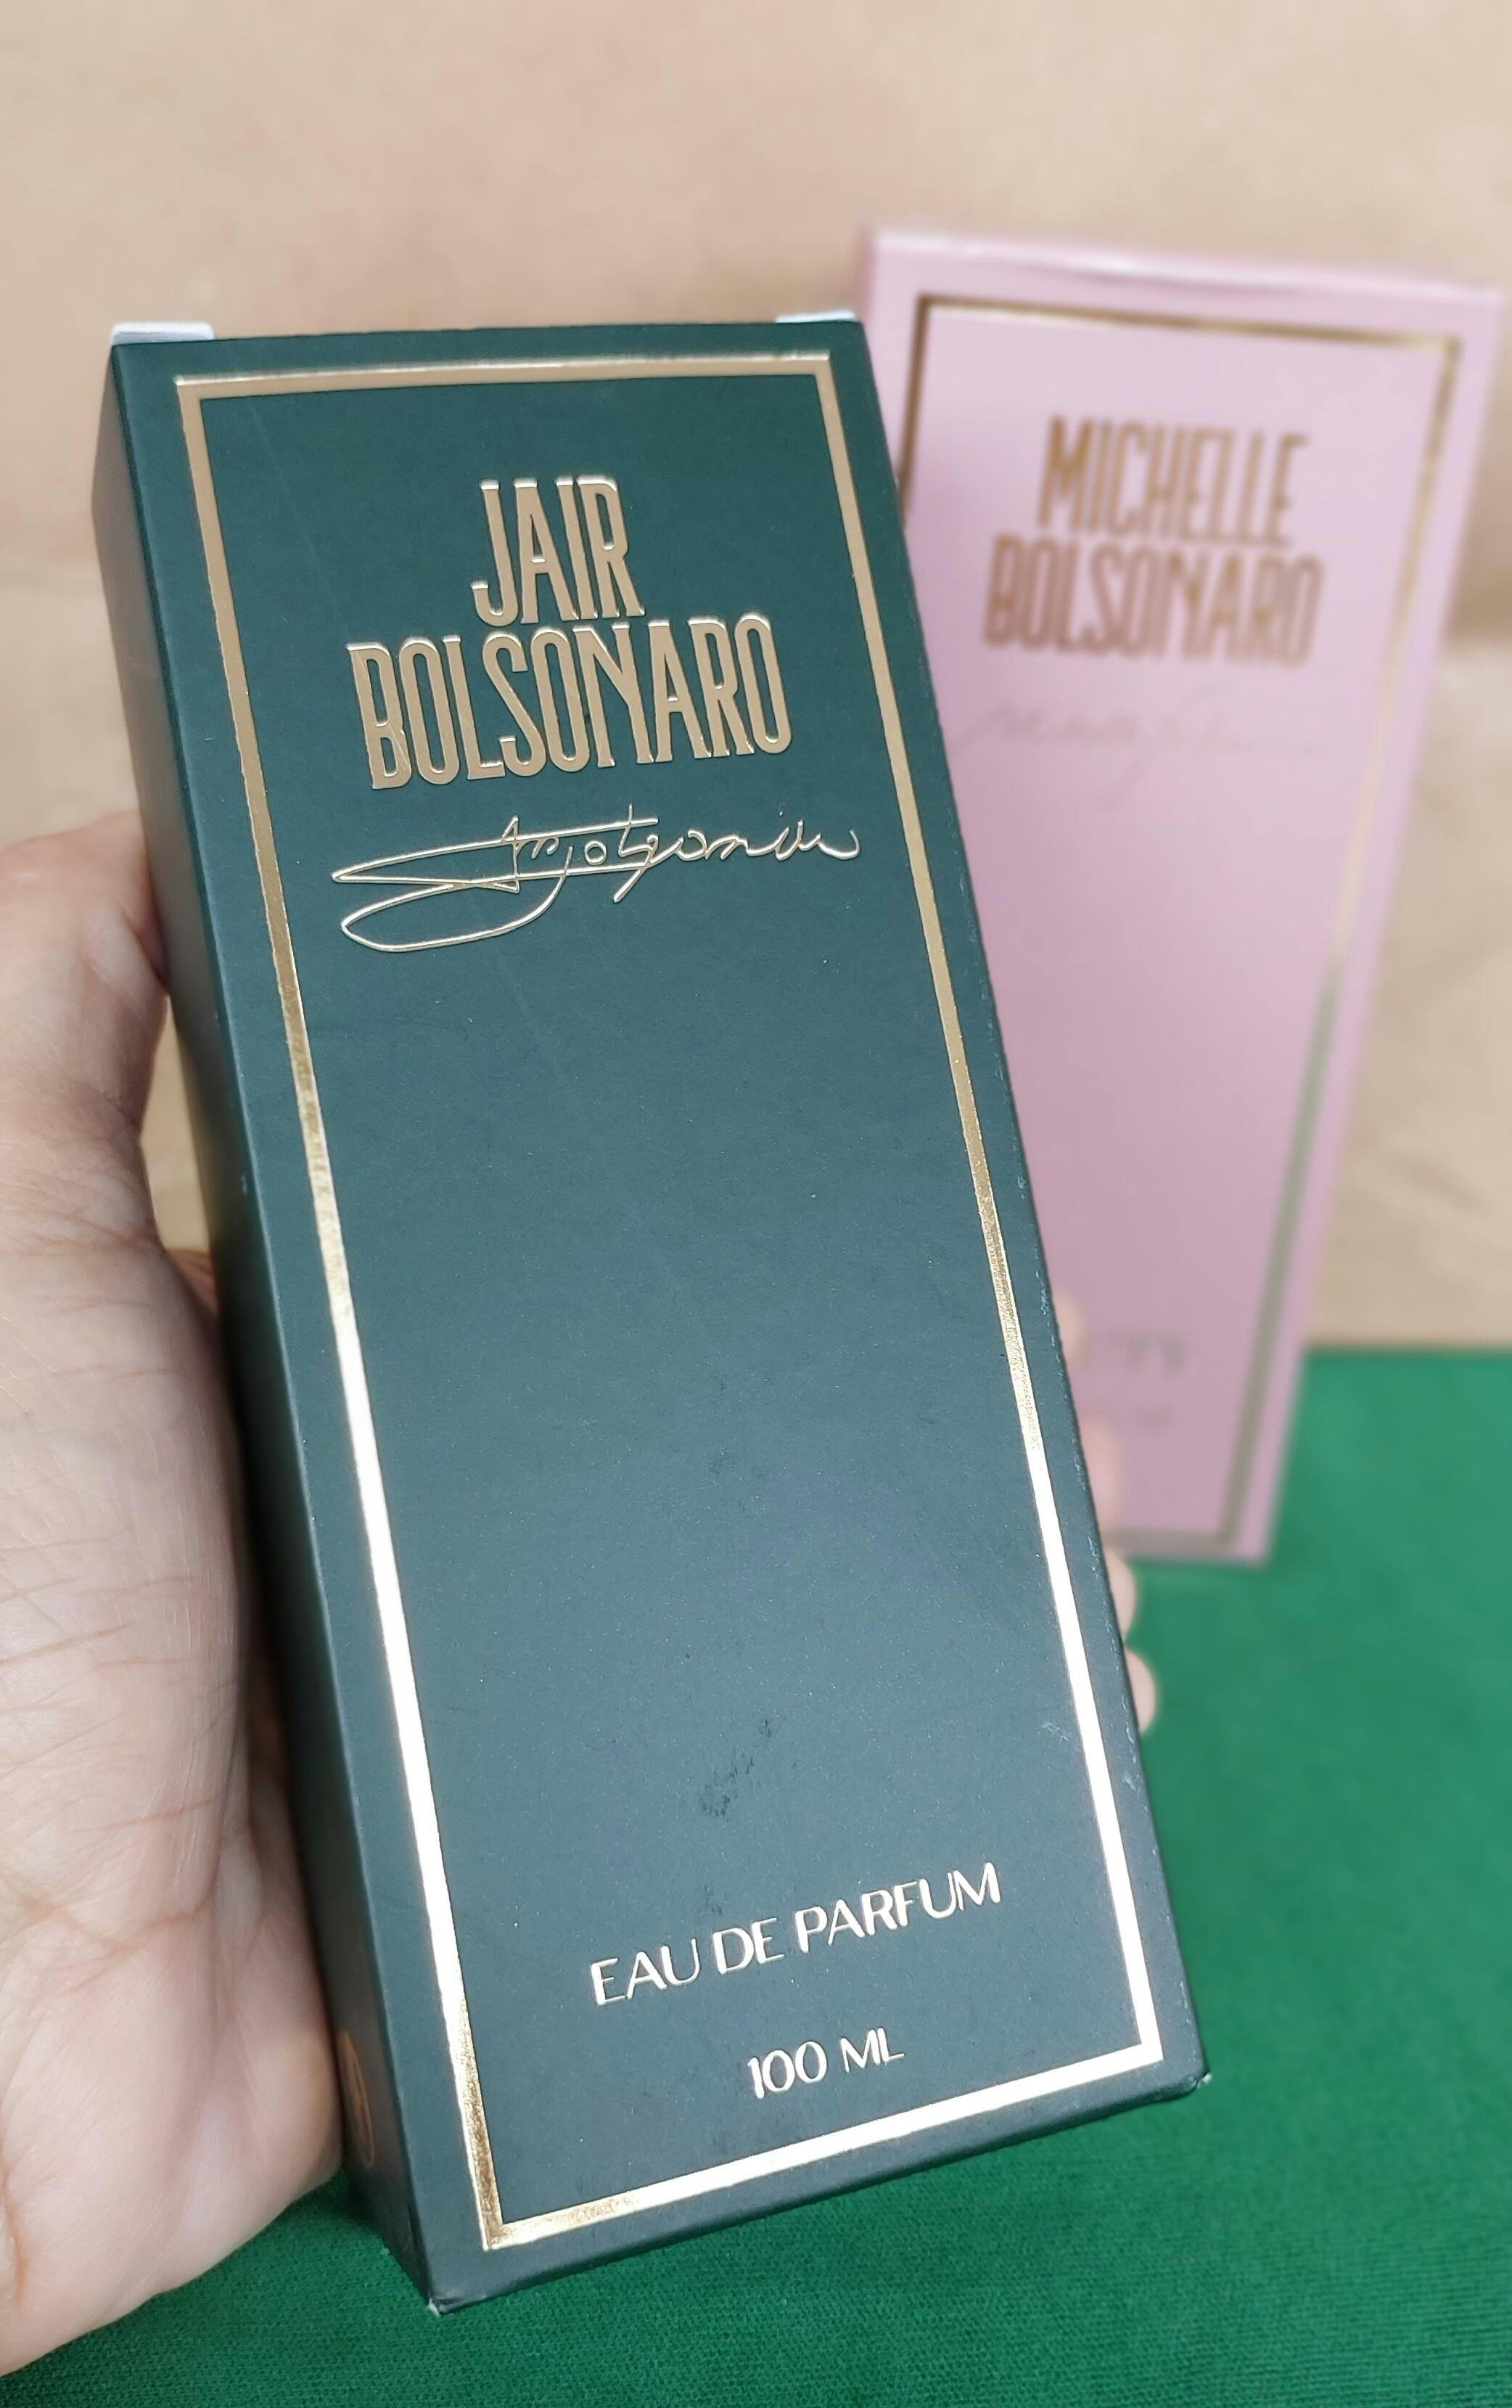 JAIR
BOLSONARO
EAU DE PARFUM
100 ML
MICHELLE
BOLSONARO